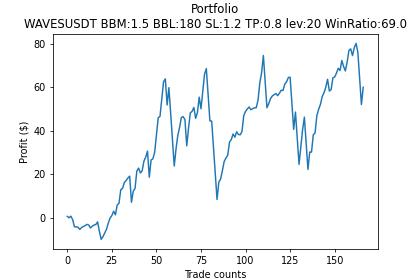 Portfolio
WAVESUSDT BBM:1.5 BBL:180 SL:1.2 TP:0.8 lev:20 WinRatio:69.0
80
60
40
20
0
Profit ($)
0 25 50 75 100 125 150
Trade counts